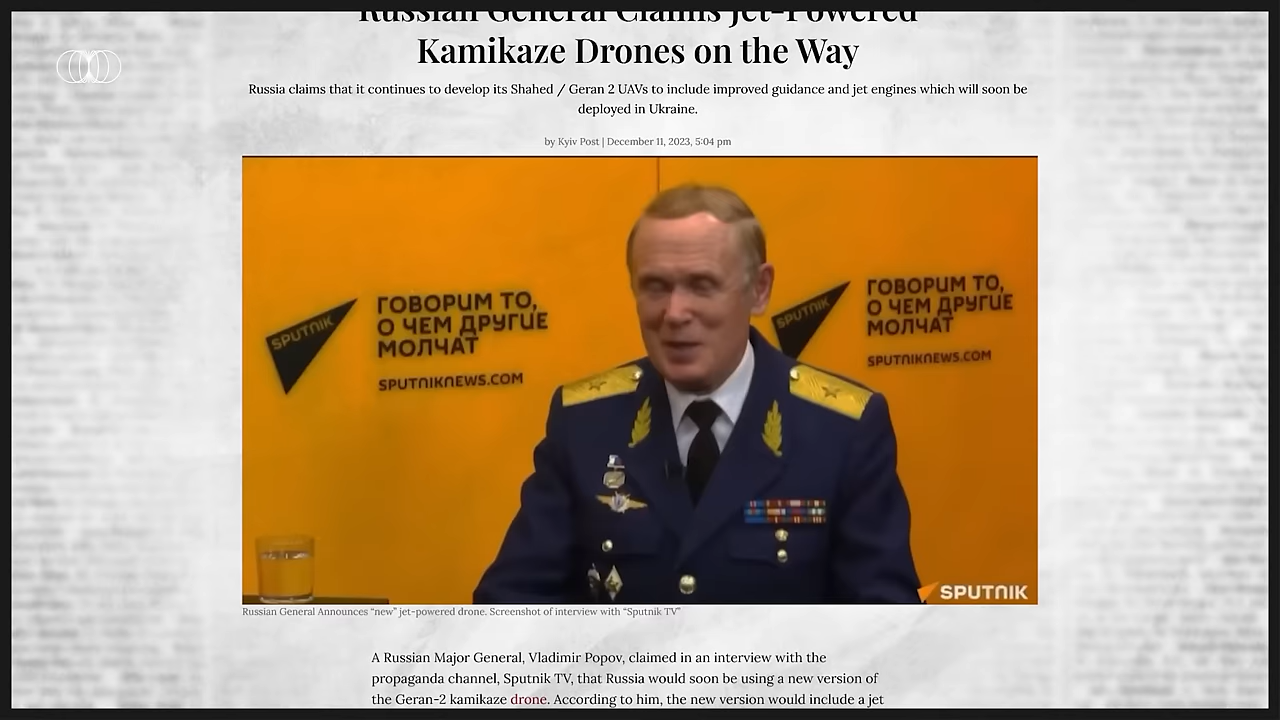 Russian General Claims Jet-Powered
Kamikaze Drones on the Way
Russia claims that it continues to develop its Shahed / Geran 2 UAVs to include improved guidance and jet engines which will soon be
deployed in Ukraine.
by Kyiv Post | December 11, 2023, 5:04 pm
SPUTNIK
ГОВОРИМ ТО,
О ЧЕМ ДРУГИЕ
МОЛЧАТ
SPUTNIKNEWS.COM
SPUTNIK
ГОВОРИМ ТО,
О ЧЕМ ДРУГИЕ
МОЛЧАТ
SPUTNIKNEWS.COM
SPUTNIK
Russian General Announces “new” jet-powered drone. Screenshot of interview with “Sputnik TV”
A Russian Major General, Vladimir Popov, claimed in an interview with the
propaganda channel, Sputnik TV, that Russia would soon be using a new version of
the Geran-2 kamikaze drone. According to him, the new version would include a jet